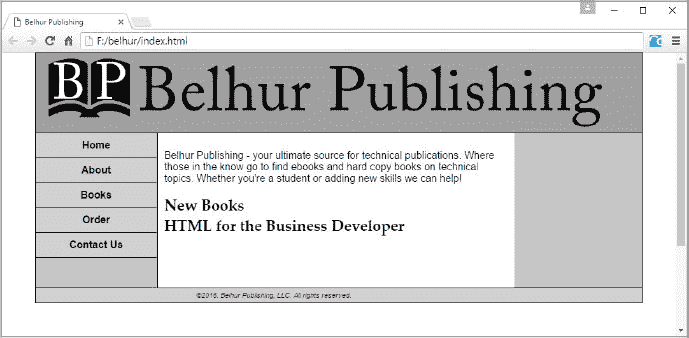 Belhur Publishing
F:/belhur/index.html
BP Belhur Publishing
Home
About
Books
Order
Contact Us
Belhur Publishing - your ultimate source for technical publications. Where
those in the know go to find ebooks and hard copy books on technical
topics. Whether you're a student or adding new skills we can help!
New Books
HTML for the Business Developer
©2016. Belhur Publishing, LLC. All rights reserved.